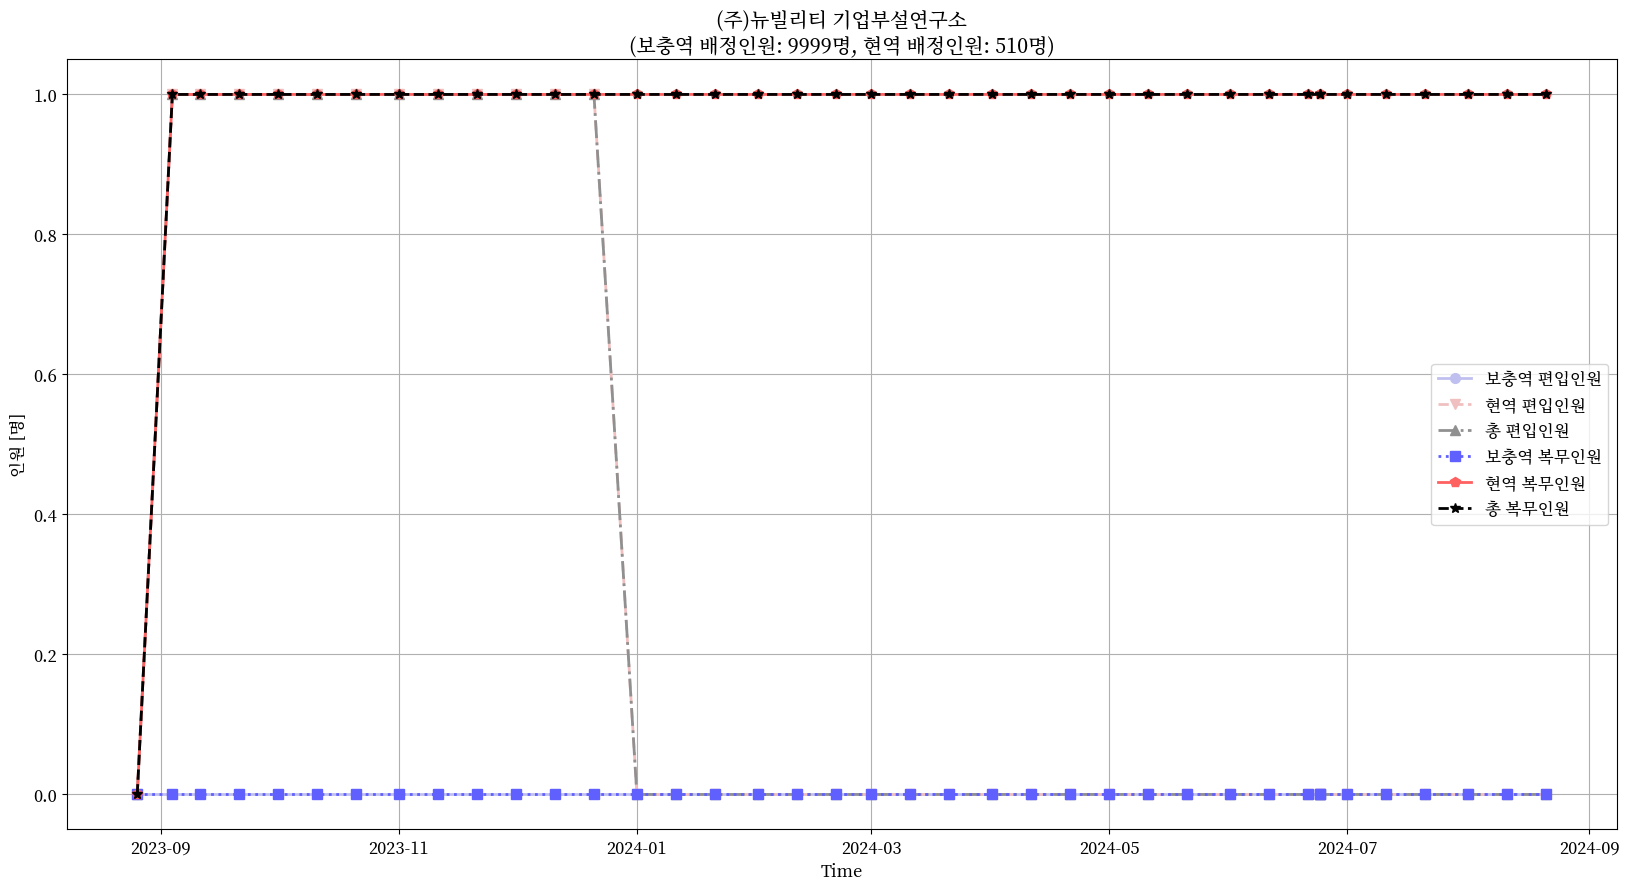 (주)뉴빌리티 기업부설연구소
(보충역 배정인원: 9999명, 현역 배정인원: 510명)
1.0
0.8
0.6
0.4
0.2
0.0
인원 [명]
보충역 편입인원
현역 편입인원
총 편입인원
보충역 복무인원
현역 복무인원
총 복무인원
2023-09
2023-11
2024-01
2024-03
2024-05
2024-07
2024-09
Time